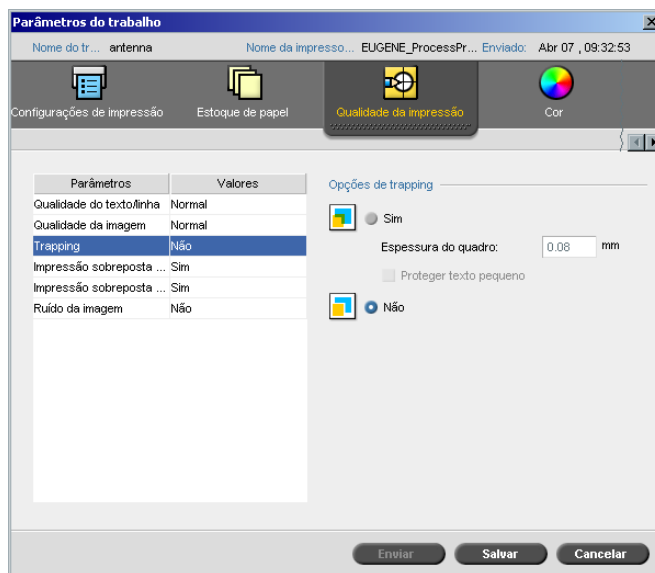 Parâmetros do trabalho
Nome do tr... antenna Nome da impresso... EUGENE_ProcessPr... Enviado: Abr 07 , 09:32:53
Configurações de impressão Estoque de papel Qualidade da impressão Cor
Parâmetros Valores Opções de trapping
Qualidade do texto/linha Normal
Sim
Qualidade da imagem Normal
Trapping Não
Espessura do quadro: 0.08 mm
Impressão sobreposta ... Sim
Proteger texto pequeno
Impressão sobreposta ... Sim
Ruído da imagem Não
Não
Enviar Salvar Cancelar